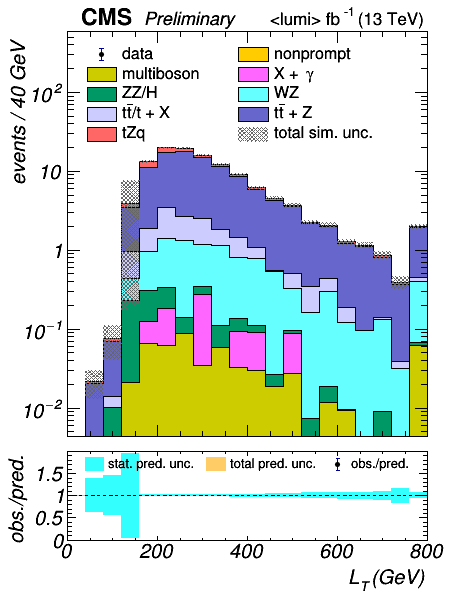 CMS Preliminary <lumi> fb⁻¹ (13 TeV)
events / 40 GeV
data
nonprompt
multiboson
X + γ
ZZ/H
WZ
tt̄/t + X
tt̄ + Z
tZq
total sim. unc.
10²
10
1
10⁻¹
10⁻²
obs./pred.
stat. pred. unc.
total pred. unc.
obs./pred.
1.5
1
0.5
0
0 200 400 600 800
L_T(GeV)